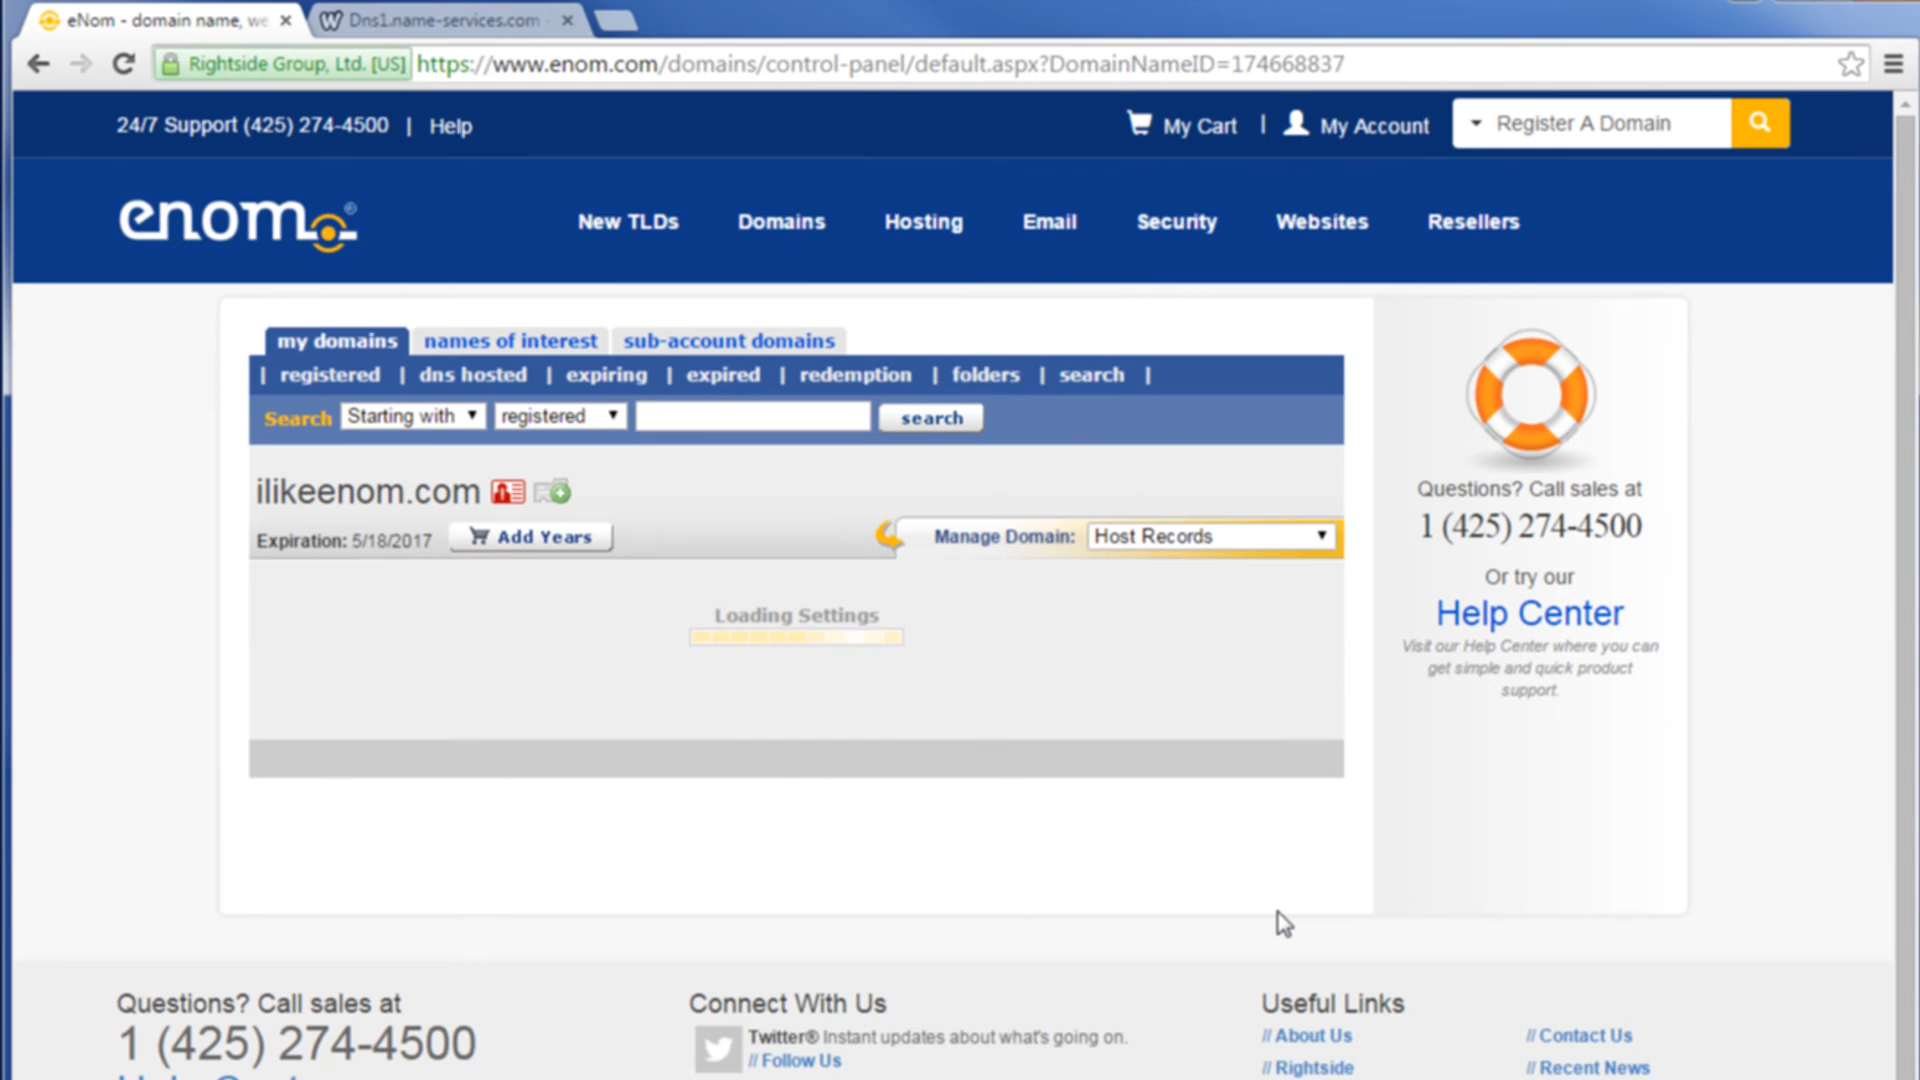 eNom - domain name, we
Dns1.name-services.com
Rightside Group, Ltd. [US] https://www.enom.com/domains/control-panel/default.aspx?DomainNameID=174668837
24/7 Support (425) 274-4500 | Help
My Cart | My Account
Register A Domain
enom®
New TLDs Domains Hosting Email Security Websites Resellers
my domains names of interest sub-account domains
| registered | dns hosted | expiring | expired | redemption | folders | search |
Search Starting with registered search
ilikeenom.com
Expiration: 5/18/2017 Add Years
Manage Domain: Host Records
Loading Settings
Questions? Call sales at
1 (425) 274-4500
Or try our
Help Center
Visit our Help Center where you can
get simple and quick product
support.
Questions? Call sales at
1 (425) 274-4500
Connect With Us
Twitter® Instant updates about what's going on.
// Follow Us
Useful Links
// About Us
// Contact Us
// Rightside
// Recent News